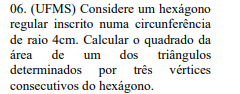 06. (UFMS) Considere um hexágono
regular inscrito numa circunferência
de raio 4cm. Calcular o quadrado da
área de um dos triângulos
determinados por três vértices
consecutivos do hexágono.